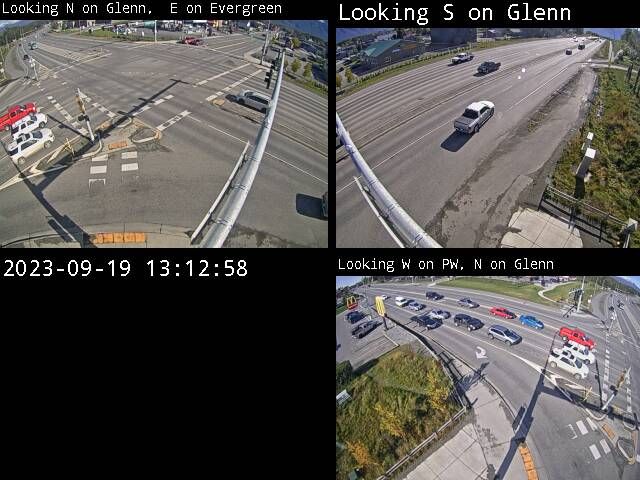 Looking N on Glenn,  E on Evergreen
Looking S on Glenn
2023-09-19 13:12:58
Looking W on PW, N on Glenn